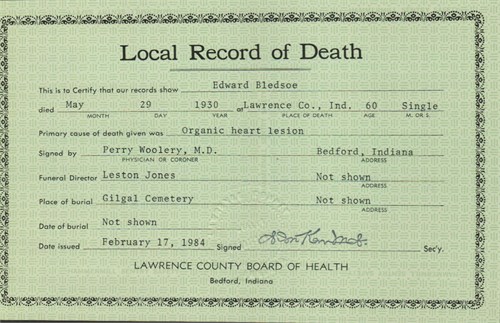 Local Record of Death
This is to Certify that our records show Edward Bledsoe
died May 29 1930 at Lawrence Co., Ind. 60 Single
MONTH DAY YEAR PLACE OF DEATH AGE M. OR S.
Primary cause of death given was Organic heart lesion
Signed by Perry Woolery, M.D. Bedford, Indiana
PHYSICIAN OR CORONER ADDRESS
Funeral Director Leston Jones Not shown
ADDRESS
Place of burial Gilgal Cemetery Not shown
ADDRESS
Date of burial Not shown
Date issued February 17, 1984 Signed Sec'y.
LAWRENCE COUNTY BOARD OF HEALTH
Bedford, Indiana